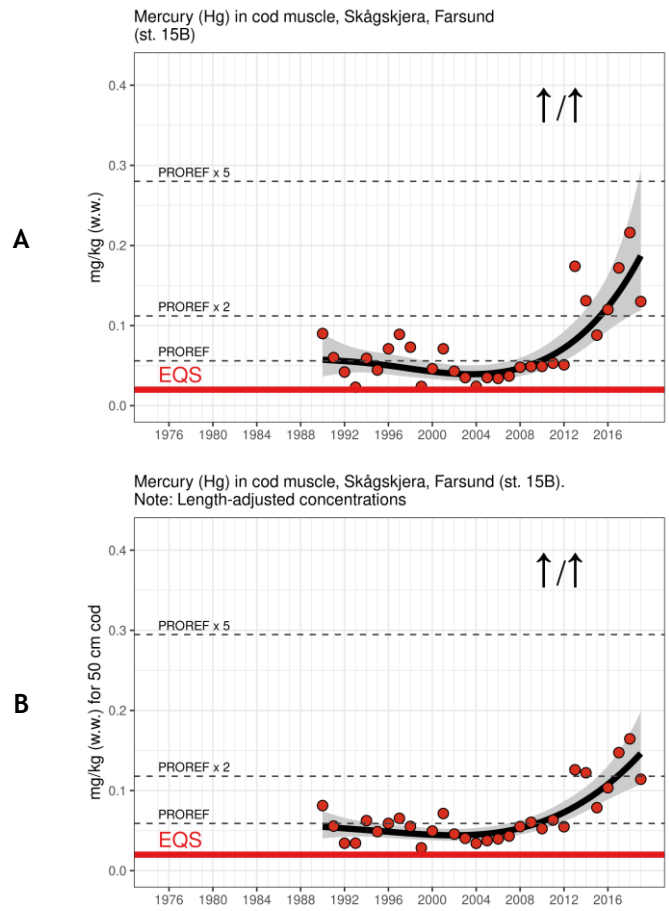 Mercury (Hg) in cod muscle, Skågskjera, Farsund
(st. 15B)
A
mg/kg (w.w.)
0.4
0.3
0.2
0.1
0.0
↑/↑
PROREF x 5
PROREF x 2
PROREF
EQS
1976 1980 1984 1988 1992 1996 2000 2004 2008 2012 2016
Mercury (Hg) in cod muscle, Skågskjera, Farsund (st. 15B).
Note: Length-adjusted concentrations
B
mg/kg (w.w.) for 50 cm cod
0.4
0.3
0.2
0.1
0.0
↑/↑
PROREF x 5
PROREF x 2
PROREF
EQS
1976 1980 1984 1988 1992 1996 2000 2004 2008 2012 2016